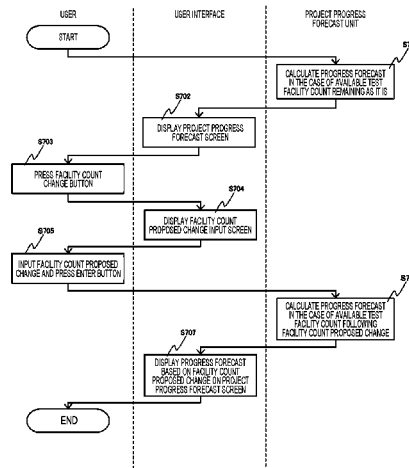 USER
USER INTERFACE
PROJECT PROGRESS
FORECAST UNIT
START
CALCULATE PROGRESS FORECAST
IN THE CASE OF AVAILABLE TEST
FACILITY COUNT REMAINING AS IT IS
S702
DISPLAY PROJECT PROGRESS
FORECAST SCREEN
S703
PRESS FACILITY COUNT
CHANGE BUTTON
S704
DISPLAY FACILITY COUNT
PROPOSED CHANGE INPUT SCREEN
S705
INPUT FACILITY COUNT PROPOSED
CHANGE AND PRESS ENTER BUTTON
CALCULATE PROGRESS FORECAST
IN THE CASE OF AVAILABLE TEST
FACILITY COUNT FOLLOWING
FACILITY COUNT PROPOSED CHANGE
S707
DISPLAY PROGRESS FORECAST
BASED ON FACILITY COUNT
PROPOSED CHANGE ON PROJECT
PROGRESS FORECAST SCREEN
END